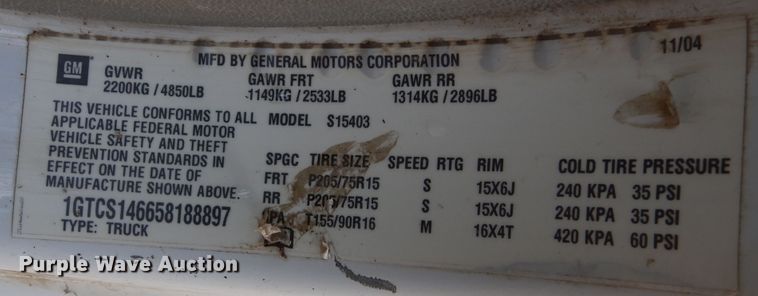 MFD BY GENERAL MOTORS CORPORATION 11/04
GM
GVWR GAWR FRT GAWR RR
2200KG / 4850LB 1149KG / 2533LB 1314KG / 2896LB
THIS VEHICLE CONFORMS TO ALL
APPLICABLE FEDERAL MOTOR
VEHICLE SAFETY AND THEFT
PREVENTION STANDARDS IN
EFFECT ON THE DATE OF
MANUFACTURE SHOWN ABOVE.
1GTCS146658188897
TYPE: TRUCK
MODEL S15403
SPGC TIRE SIZE SPEED RTG RIM COLD TIRE PRESSURE
FRT P205/75R15 S 15X6J 240 KPA 35 PSI
RR P205/75R15 S 15X6J 240 KPA 35 PSI
SPA T155/90R16 M 16X4T 420 KPA 60 PSI
Purple Wave Auction